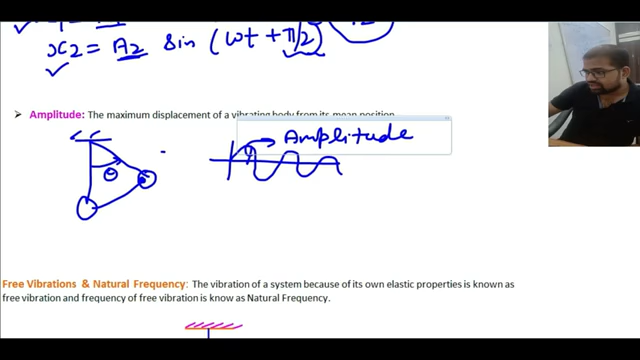 x2 = A2 sin (wt + π/2)
➤ Amplitude: The maximum displacement of a vibrating body from its mean position
Amplitude
θ
Free Vibrations & Natural Frequency: The vibration of a system because of its own elastic properties is known as
free vibration and frequency of free vibration is know as Natural Frequency.